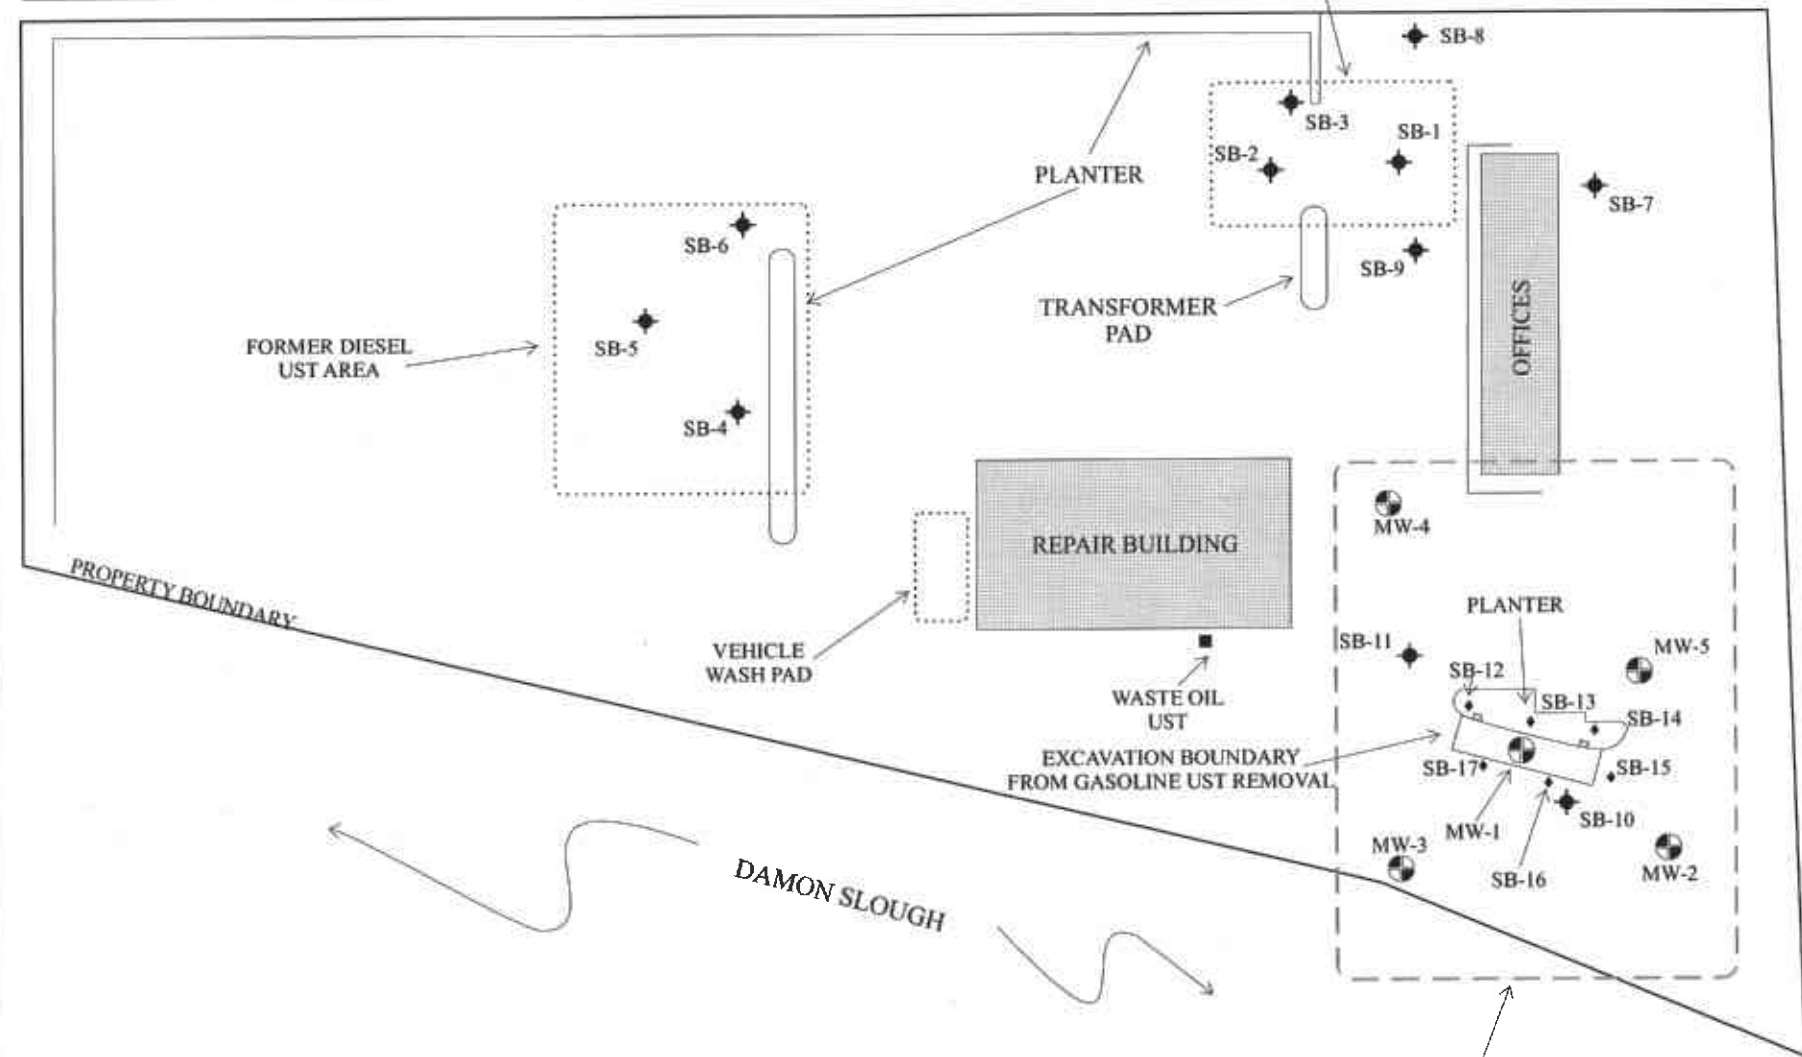 SB-8
SB-3
SB-1
SB-2
PLANTER
SB-7
SB-6
SB-9
TRANSFORMER
PAD
OFFICES
FORMER DIESEL
UST AREA
SB-5
SB-4
MW-4
REPAIR BUILDING
PROPERTY BOUNDARY
PLANTER
SB-11
MW-5
VEHICLE
WASH PAD
SB-12
WASTE OIL
UST
SB-13
SB-14
EXCAVATION BOUNDARY
FROM GASOLINE UST REMOVAL
SB-17
SB-15
SB-10
MW-1
MW-3
SB-16
MW-2
DAMON SLOUGH